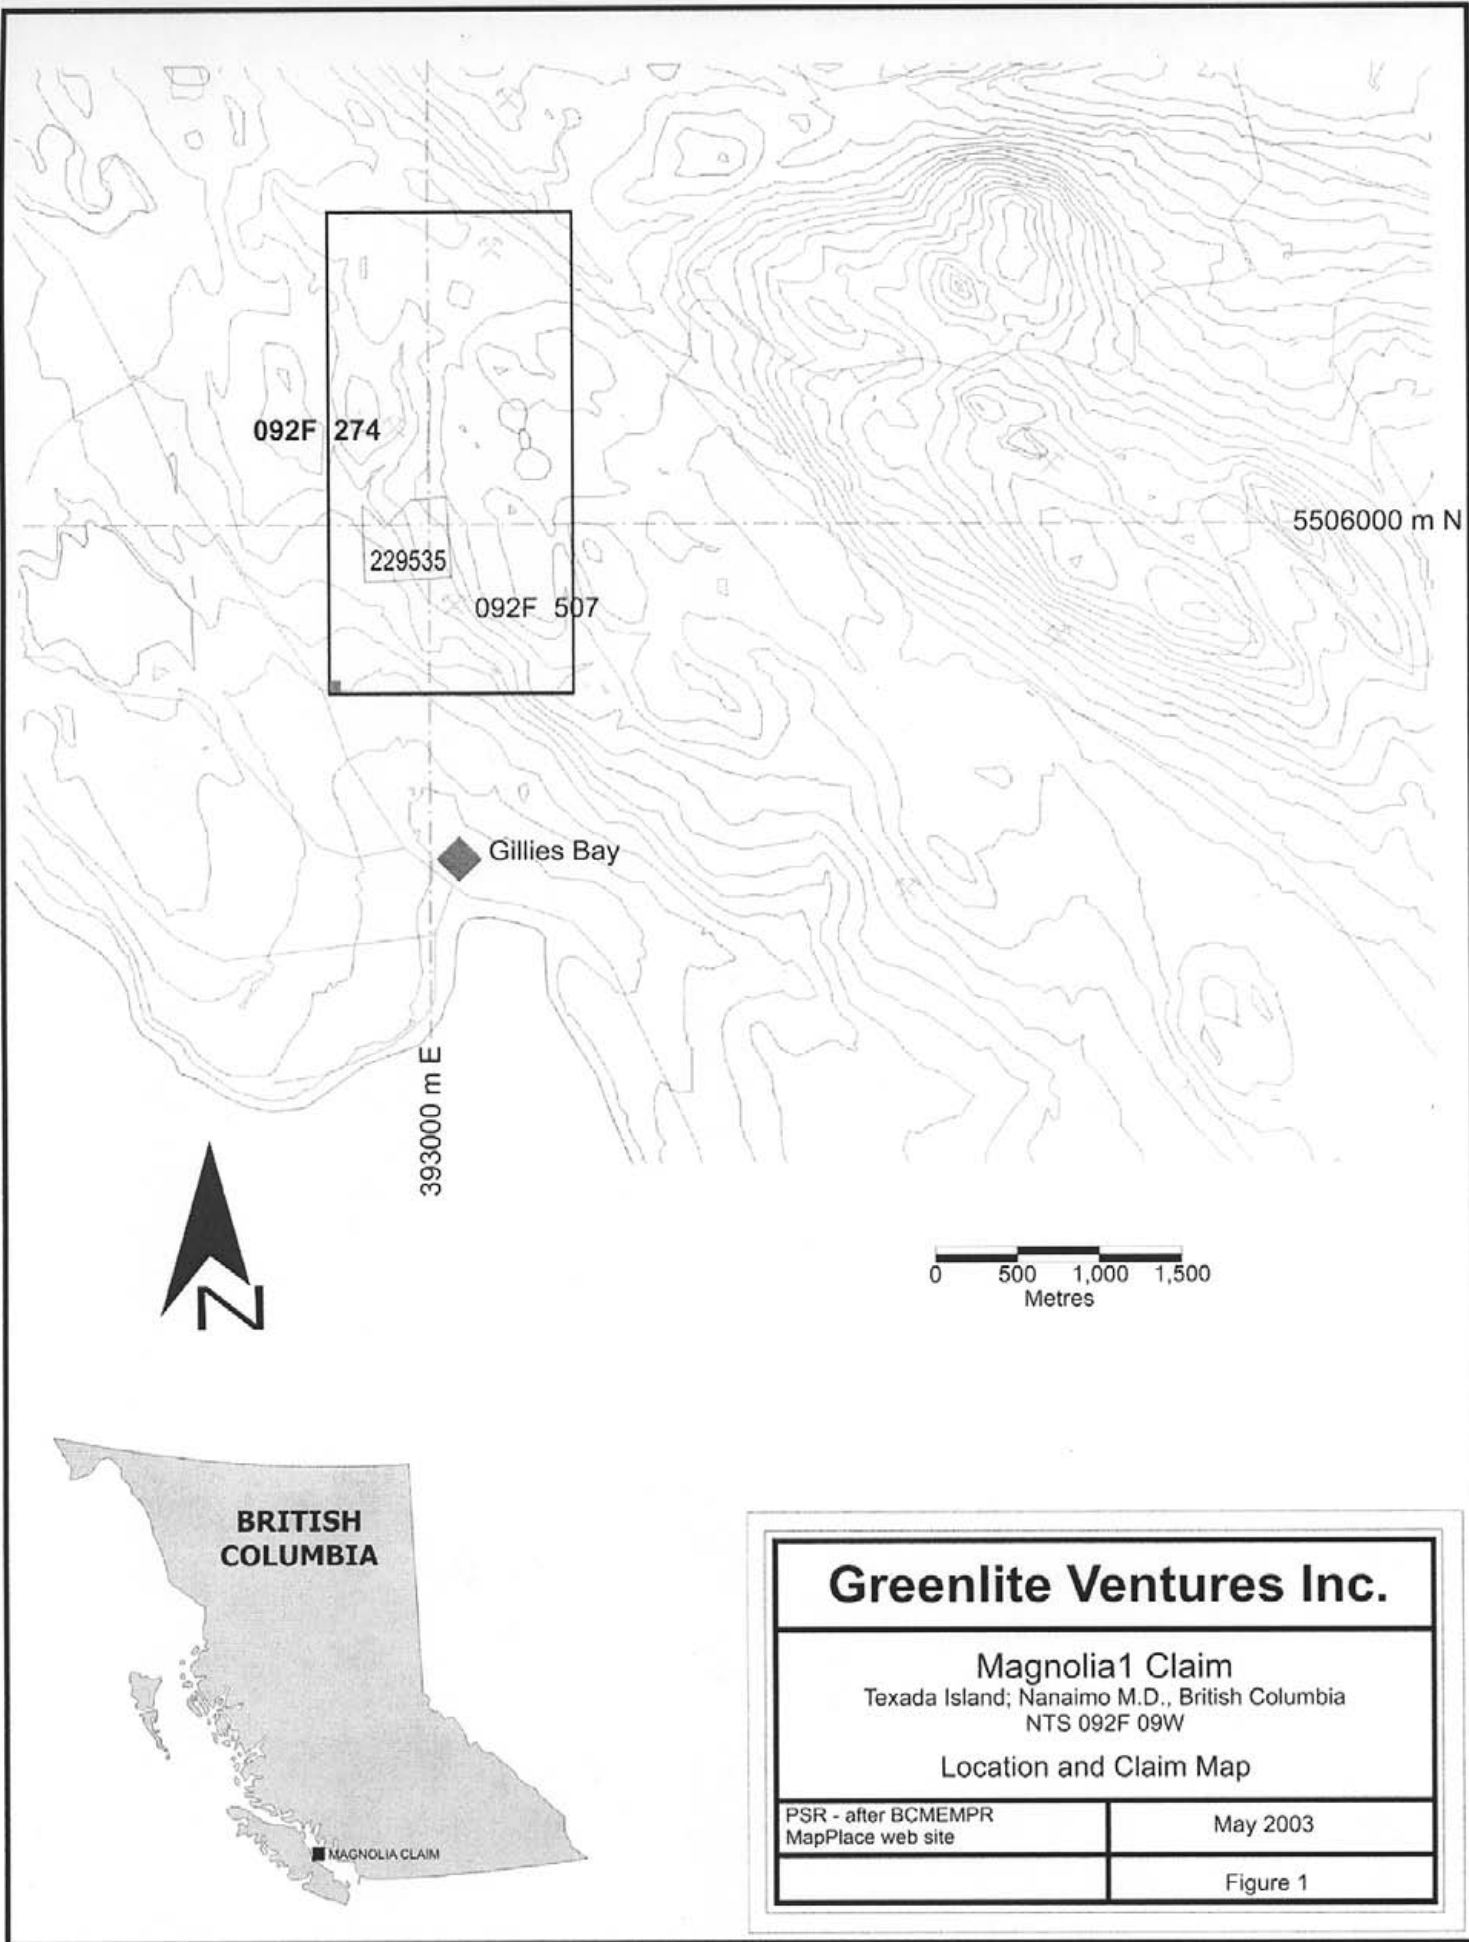 092F 274
5506000 m N
229535
092F 507
Gillies Bay
393000 m E
N
0 500 1,000 1,500
Metres
BRITISH
COLUMBIA
MAGNOLIA CLAIM
Greenlite Ventures Inc.
Magnolia1 Claim
Texada Island; Nanaimo M.D., British Columbia
NTS 092F 09W
Location and Claim Map
PSR - after BCMEMPR
MapPlace web site
May 2003
Figure 1